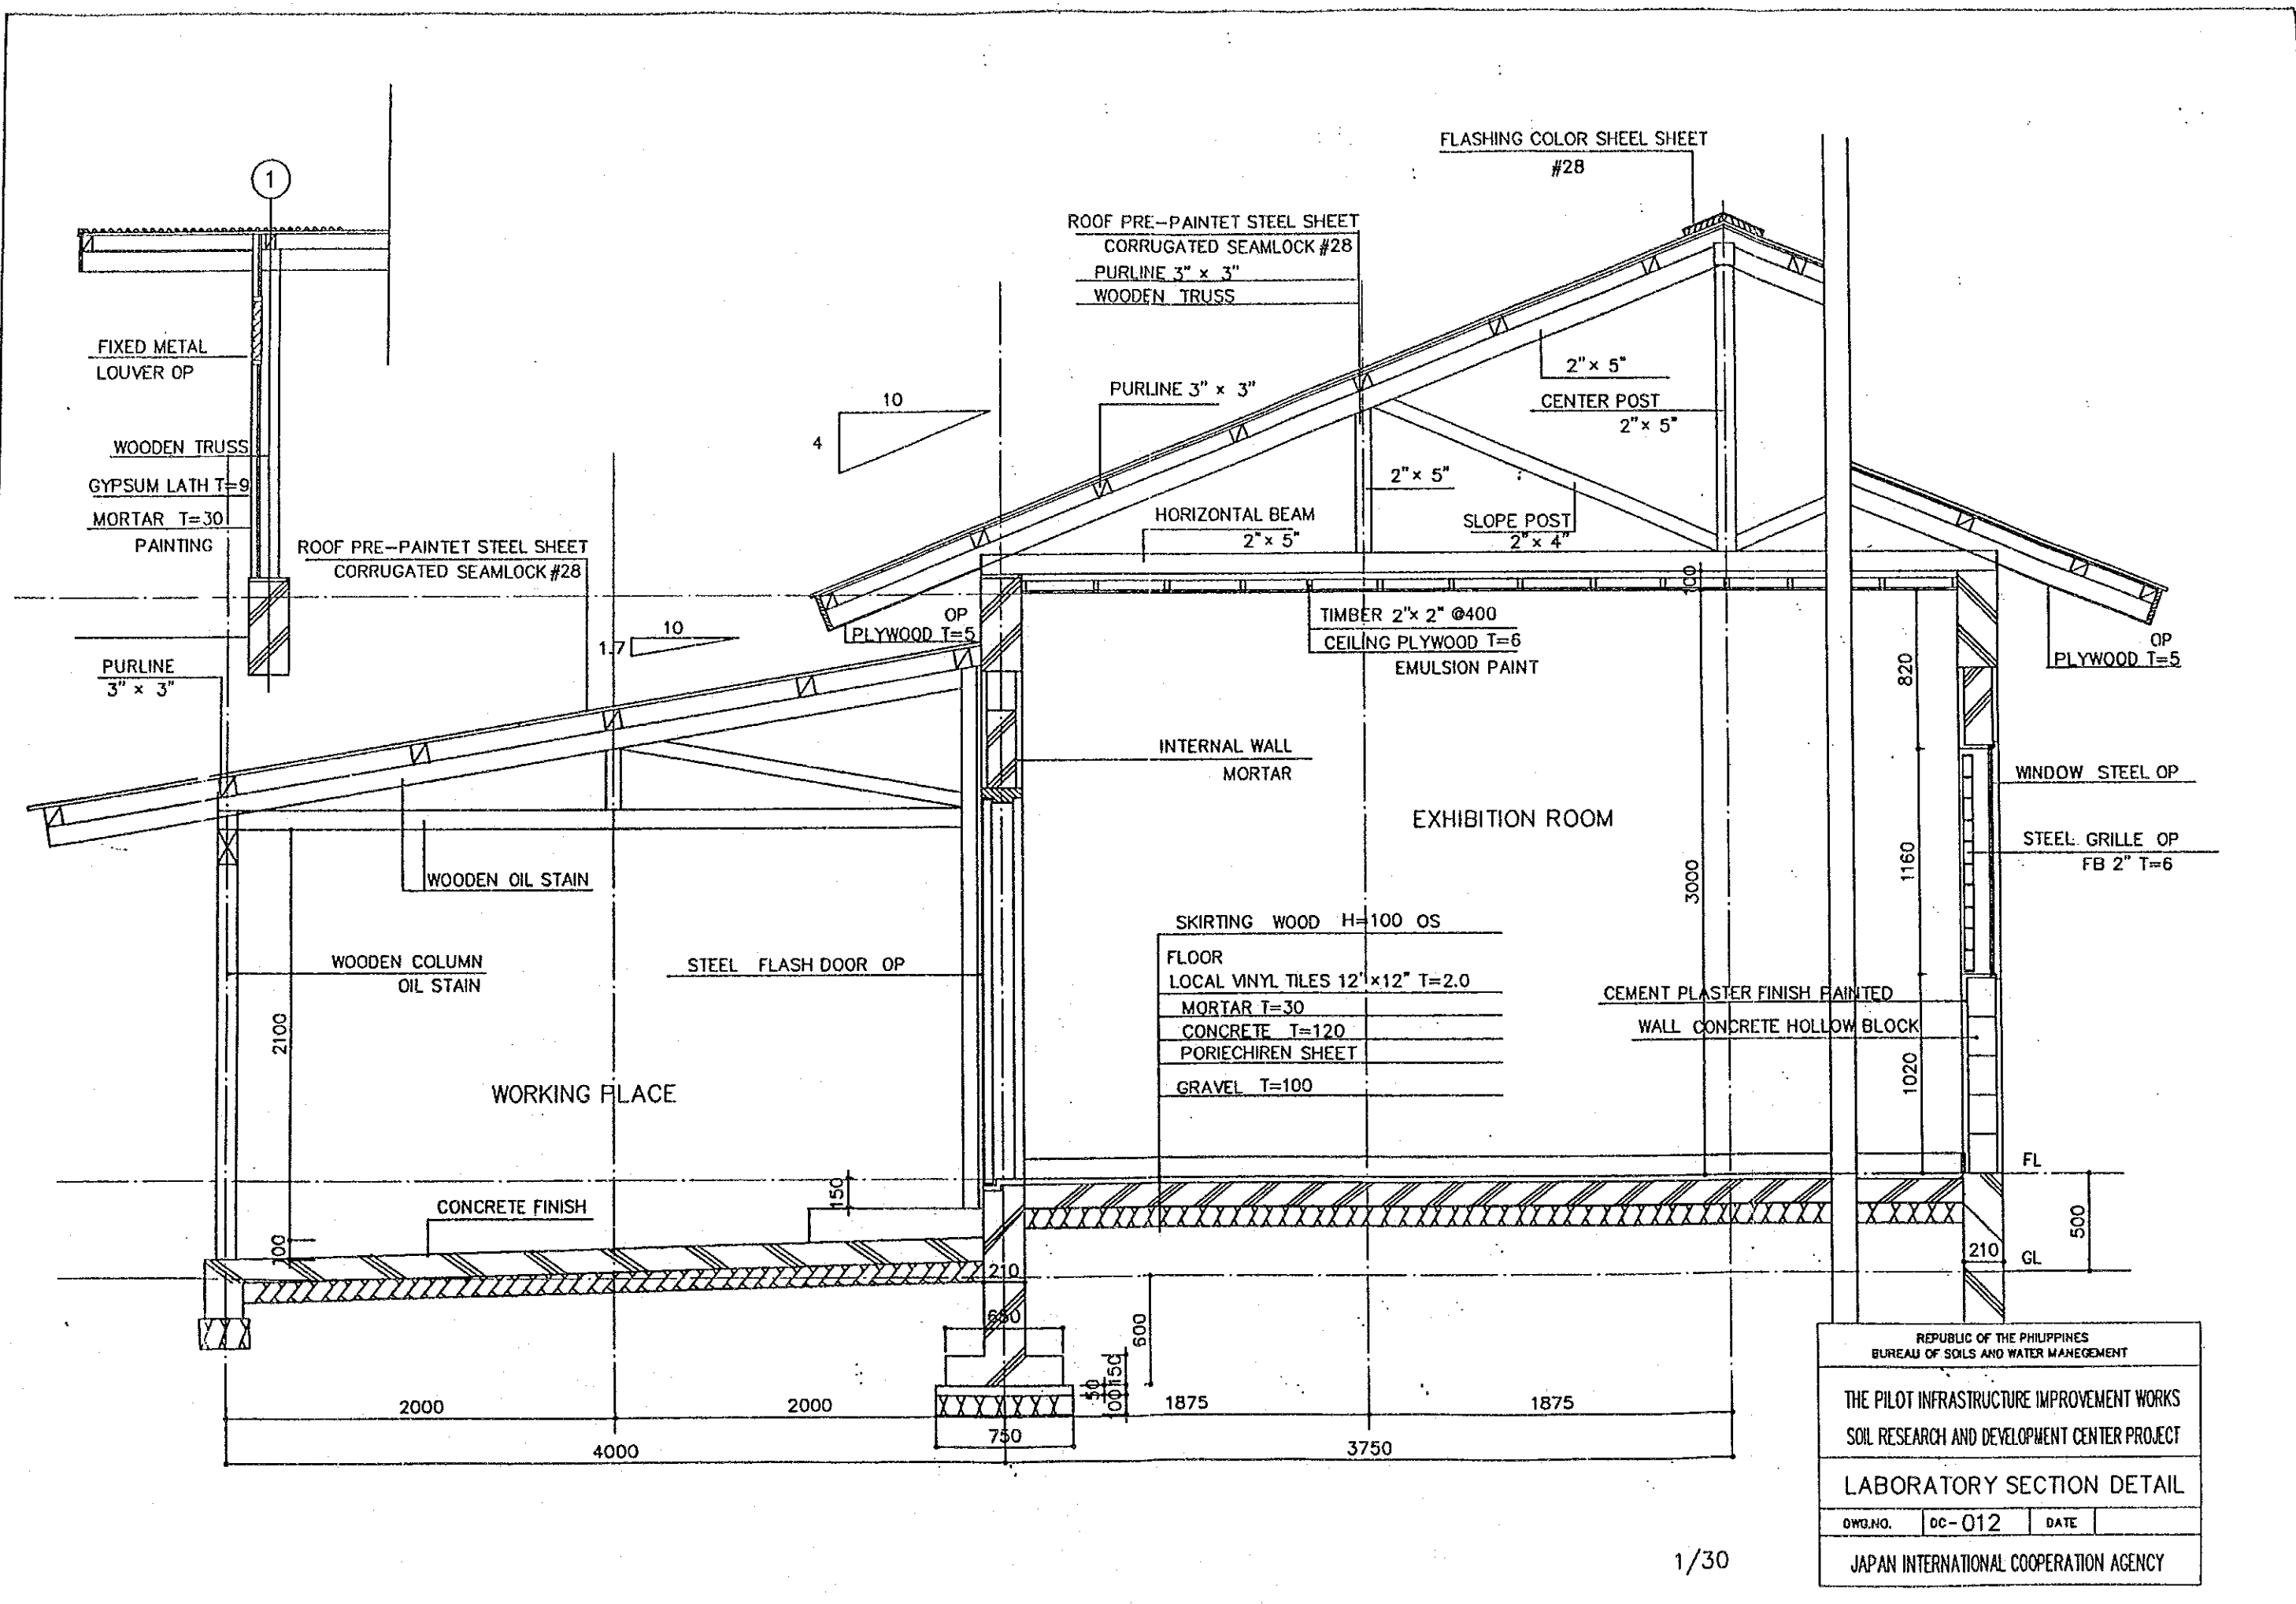 FLASHING COLOR SHEEL SHEET
#28
1
ROOF PRE-PAINTET STEEL SHEET
CORRUGATED SEAMLOCK #28
PURLINE 3" × 3"
WOODEN TRUSS
FIXED METAL
LOUVER OP
2"× 5"
PURLINE 3" × 3"
10
4
CENTER POST
2"× 5"
WOODEN TRUSS
2"× 5"
GYPSUM LATH T=9
MORTAR T=30
PAINTING
HORIZONTAL BEAM
2"× 5"
SLOPE POST
2"× 4"
ROOF PRE-PAINTET STEEL SHEET
CORRUGATED SEAMLOCK #28
OP
PLYWOOD T=5
TIMBER 2"× 2" @400
CEILING PLYWOOD T=6
EMULSION PAINT
10
1.7
OP
PLYWOOD T=5
820
PURLINE
3" × 3"
INTERNAL WALL
MORTAR
WINDOW STEEL OP
EXHIBITION ROOM
STEEL GRILLE OP
FB 2" T=6
1160
3000
WOODEN OIL STAIN
SKIRTING WOOD H=100 OS
FLOOR
LOCAL VINYL TILES 12"×12" T=2.0
MORTAR T=30
CONCRETE T=120
PORIECHIREN SHEET
GRAVEL T=100
WOODEN COLUMN
OIL STAIN
STEEL FLASH DOOR OP
CEMENT PLASTER FINISH PAINTED
WALL CONCRETE HOLLOW BLOCK
2100
1020
WORKING PLACE
FL
150
CONCRETE FINISH
500
100
210
210
GL
600
150
50
100
2000
2000
1875
1875
750
4000
3750
REPUBLIC OF THE PHILIPPINES
BUREAU OF SOILS AND WATER MANEGEMENT
THE PILOT INFRASTRUCTURE IMPROVEMENT WORKS
SOIL RESEARCH AND DEVELOPMENT CENTER PROJECT
LABORATORY SECTION DETAIL
DWG.NO. DC-012 DATE
JAPAN INTERNATIONAL COOPERATION AGENCY
1/30